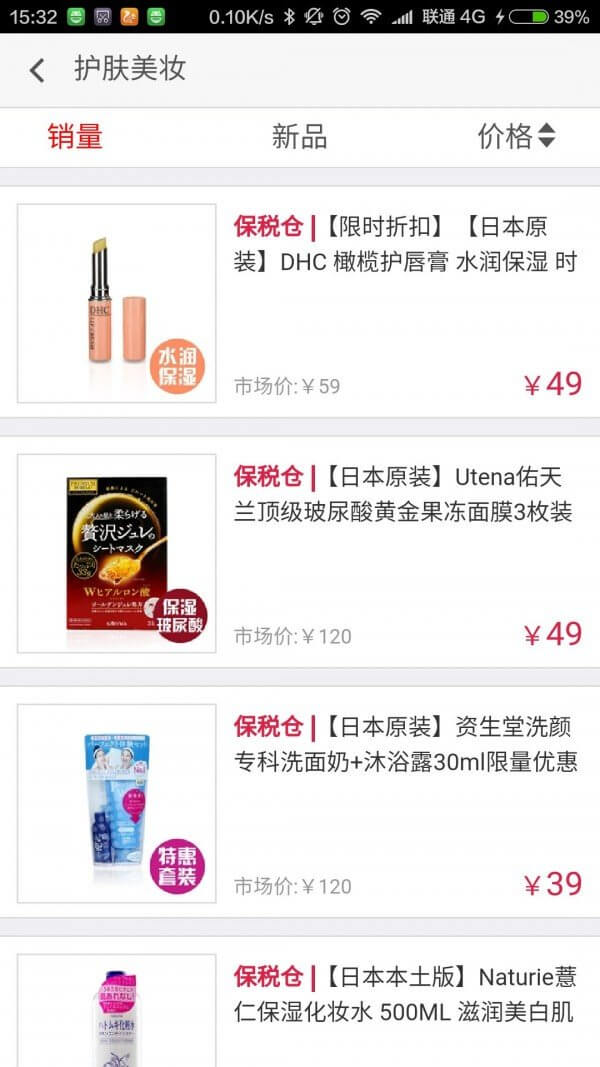 15:32
0.10K/s
联通 4G
39%
护肤美妆
销量
新品
价格
保税仓 |【限时折扣】【日本原
装】DHC 橄榄护唇膏 水润保湿 时
DHC
水润
保湿
市场价:￥59
￥49
保税仓 |【日本原装】Utena佑天
兰顶级玻尿酸黄金果冻面膜3枚装
柔らげる
贅沢ジュレの
シートマスク
Wヒアルロン酸
保湿
玻尿酸
市场价:￥120
￥49
保税仓 |【日本原装】资生堂洗颜
专科洗面奶+沐浴露30ml限量优惠
特惠
套装
市场价:￥120
￥39
保税仓 |【日本本土版】Naturie薏
仁保湿化妆水 500ML 滋润美白肌
ハトムギ化粧水